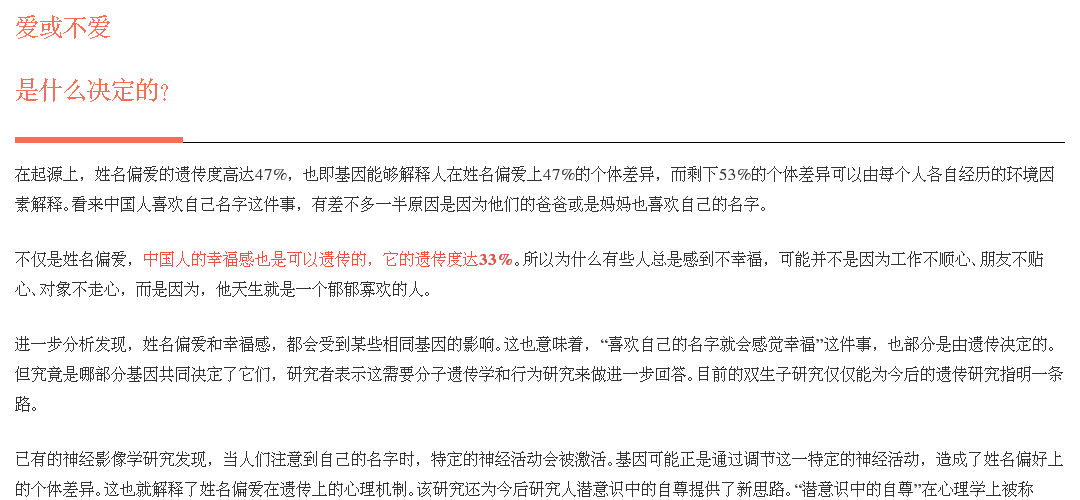 爱或不爱
是什么决定的?
在起源上，姓名偏爱的遗传度高达47%，也即基因能够解释人在姓名偏爱上47%的个体差异，而剩下53%的个体差异可以由每个人各自经历的环境因
素解释。看来中国人喜欢自己名字这件事，有差不多一半原因是因为他们的爸爸或是妈妈也喜欢自己的名字。
不仅是姓名偏爱，中国人的幸福感也是可以遗传的，它的遗传度达33%。所以为什么有些人总是感到不幸福，可能并不是因为工作不顺心、朋友不贴
心、对象不走心，而是因为，他天生就是一个郁郁寡欢的人。
进一步分析发现，姓名偏爱和幸福感，都会受到某些相同基因的影响。这也意味着，“喜欢自己的名字就会感觉幸福”这件事，也部分是由遗传决定的。
但究竟是哪部分基因共同决定了它们，研究者表示这需要分子遗传学和行为研究来做进一步回答。目前的双生子研究仅仅能为今后的遗传研究指明一条
路。
已有的神经影像学研究发现，当人们注意到自己的名字时，特定的神经活动会被激活。基因可能正是通过调节这一特定的神经活动，造成了姓名偏好上
的个体差异。这也就解释了姓名偏爱在遗传上的心理机制。该研究还为今后研究人潜意识中的自尊提供了新思路。“潜意识中的自尊”在心理学上被称